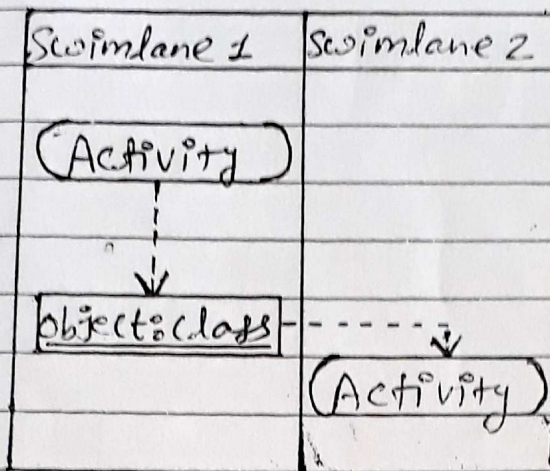 Swimlane 1
Swimlane 2
Activity
object:class
Activity